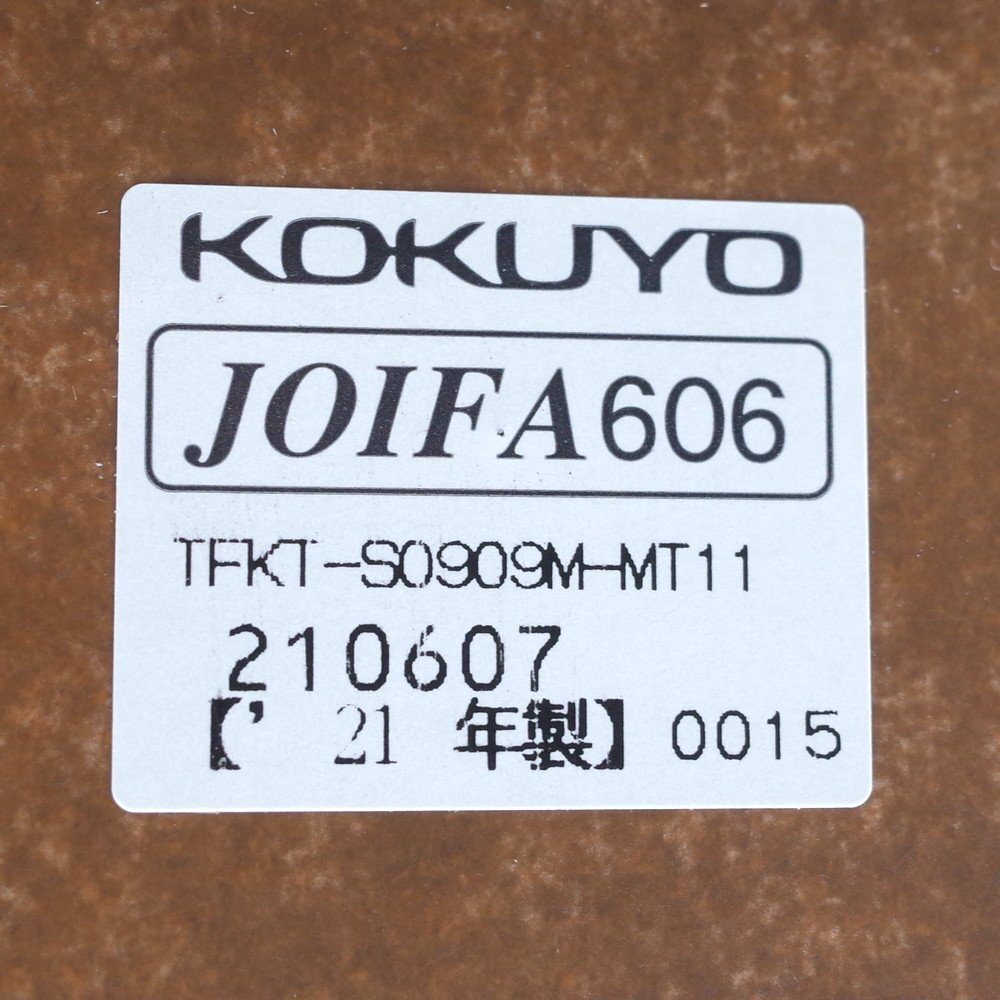 KOKUYO
JOIFA606
TFKT-S0909M-MT11
210607
【’ 21 年製】 0015